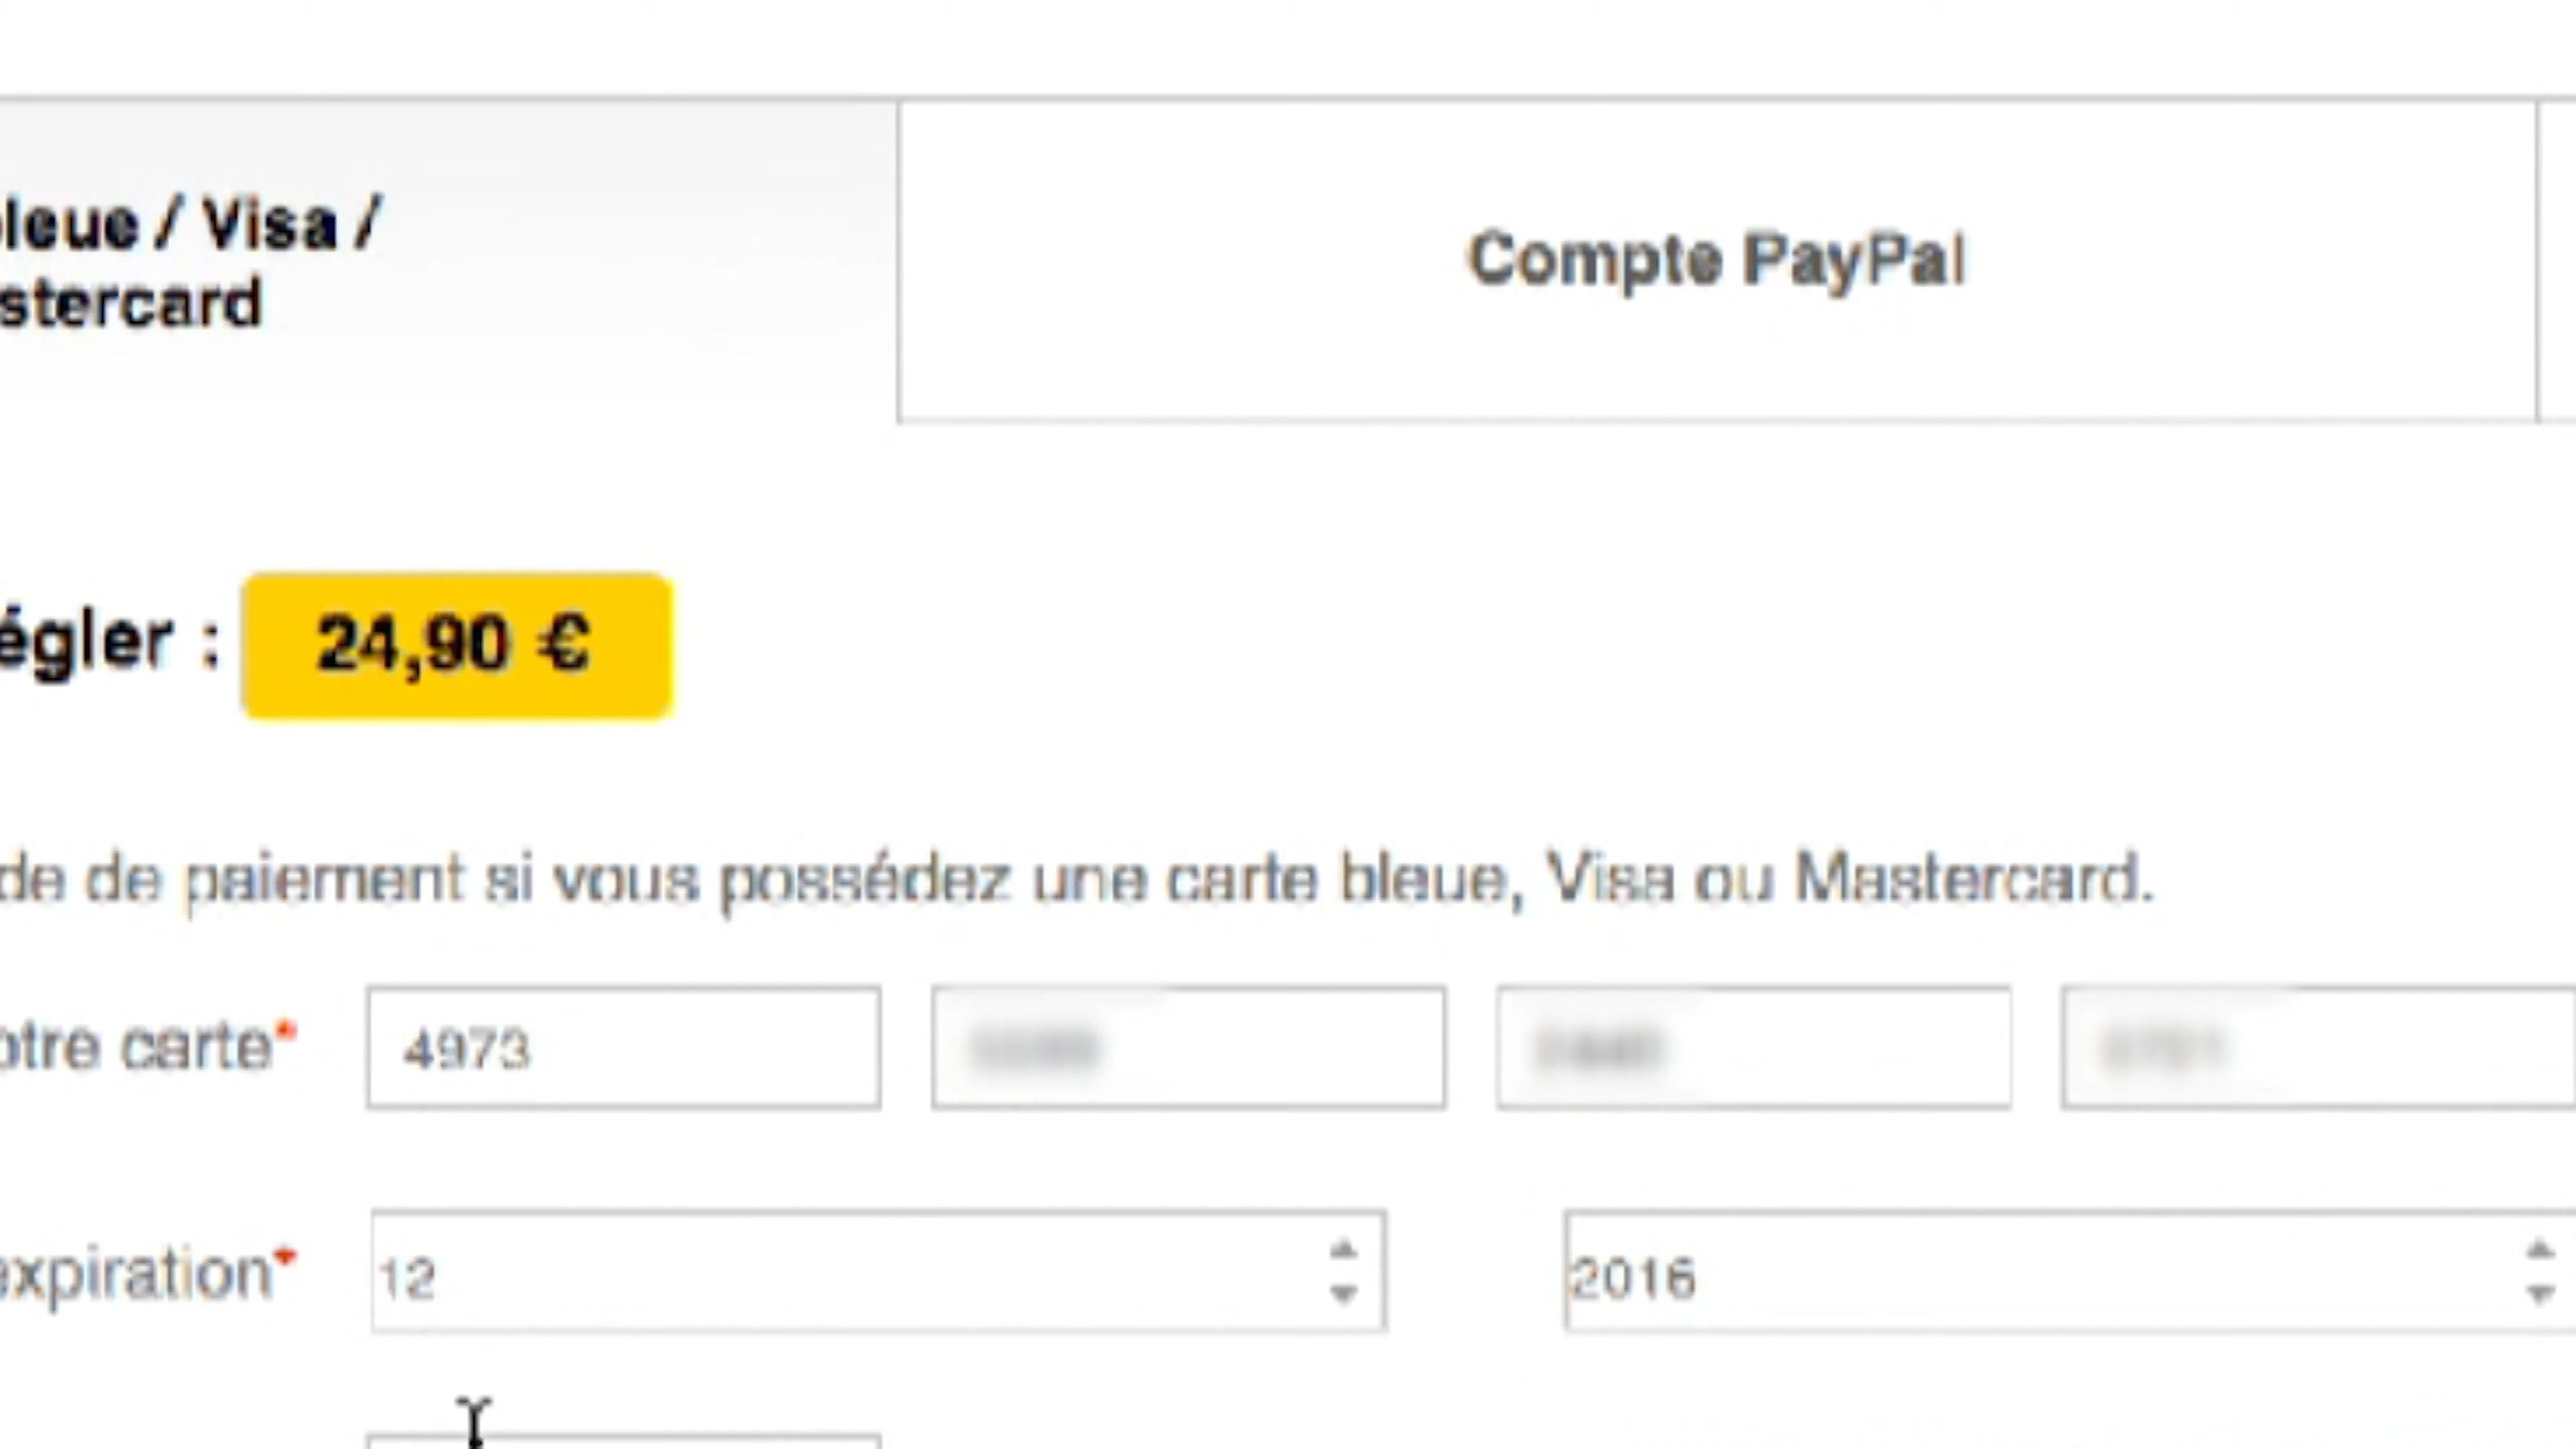 bleue / Visa /
Compte PayPal
stercard
égler : 24,90 €
de de paiement si vous possédez une carte bleue, Visa ou Mastercard.
otre carte* 4973
expiration* 12 2016